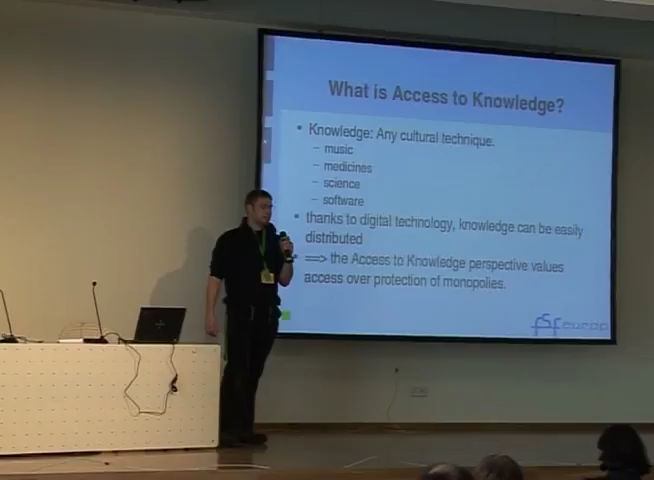 What is Access to Knowledge?
• Knowledge: Any cultural technique.
– music
– medicines
– science
– software
• thanks to digital technology, knowledge can be easily
distributed
• ==> the Access to Knowledge perspective values
access over protection of monopolies.
fsf europe